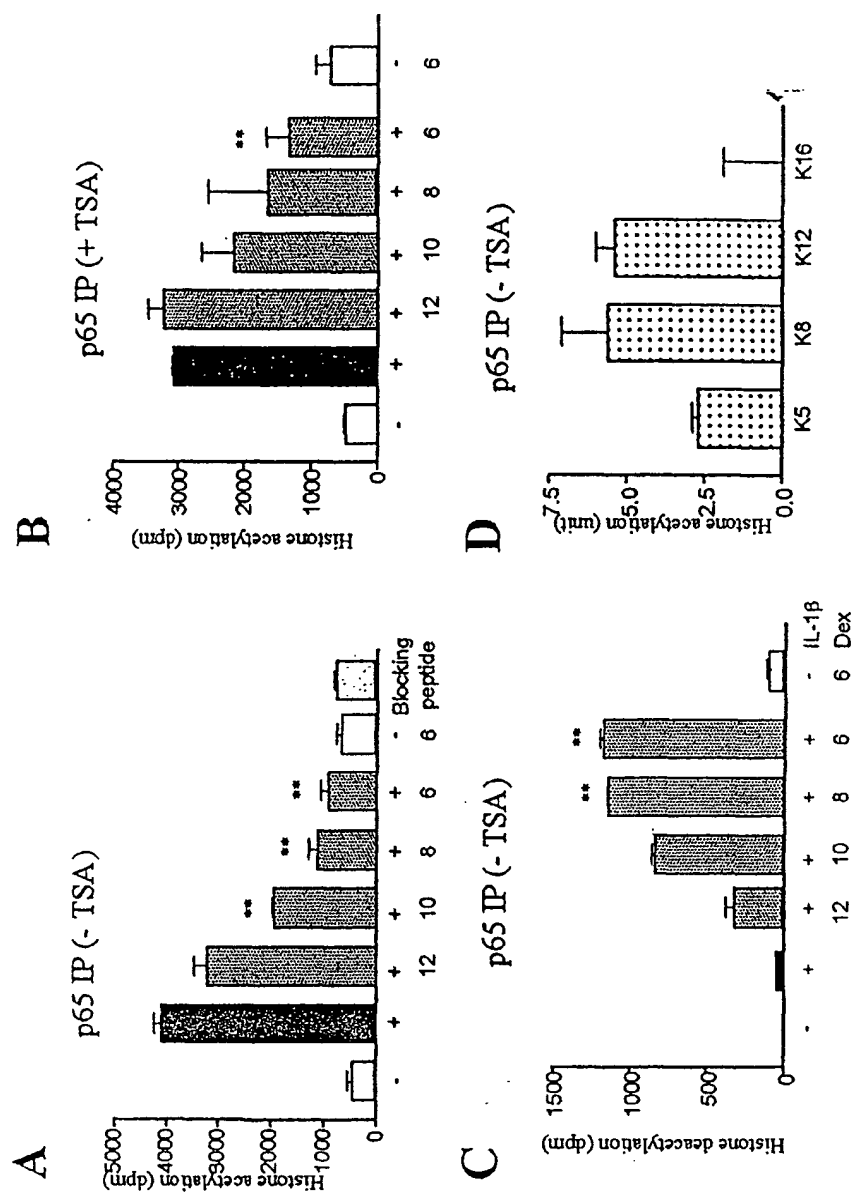 A
p65 IP (- TSA)
Histone acetylation (dpm)
5000
4000
3000
2000
1000
0
** ** **
- + + + + + - Blocking
12 10 8 6 6 peptide
B
p65 IP (+ TSA)
Histone acetylation (dpm)
4000
3000
2000
1000
0
**
- + + + + + -
12 10 8 6 6
C
p65 IP (- TSA)
Histone deacetylation (dpm)
1500
1000
500
0
** **
- + + + + + - IL-1β
12 10 8 6 6 Dex
D
p65 IP (- TSA)
Histone acetylation (unit)
7.5
5.0
2.5
0.0
K5 K8 K12 K16